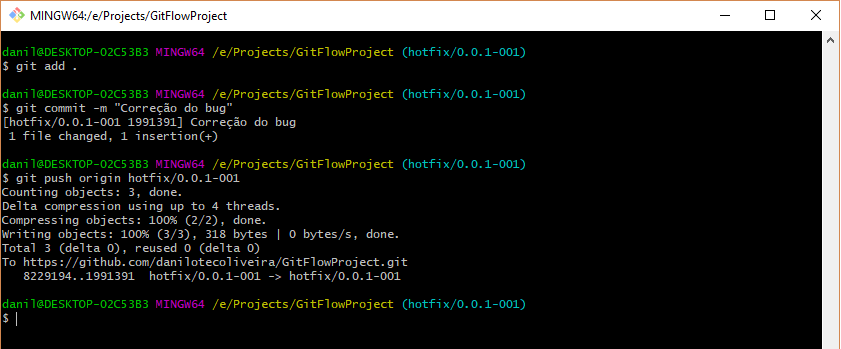 MINGW64:/e/Projects/GitFlowProject
danil@DESKTOP-02C53B3 MINGW64 /e/Projects/GitFlowProject (hotfix/0.0.1-001)
$ git add .
danil@DESKTOP-02C53B3 MINGW64 /e/Projects/GitFlowProject (hotfix/0.0.1-001)
$ git commit -m "Correção do bug"
[hotfix/0.0.1-001 1991391] Correção do bug
 1 file changed, 1 insertion(+)
danil@DESKTOP-02C53B3 MINGW64 /e/Projects/GitFlowProject (hotfix/0.0.1-001)
$ git push origin hotfix/0.0.1-001
Counting objects: 3, done.
Delta compression using up to 4 threads.
Compressing objects: 100% (2/2), done.
Writing objects: 100% (3/3), 318 bytes | 0 bytes/s, done.
Total 3 (delta 0), reused 0 (delta 0)
To https://github.com/danilotecoliveira/GitFlowProject.git
   8229194..1991391  hotfix/0.0.1-001 -> hotfix/0.0.1-001
danil@DESKTOP-02C53B3 MINGW64 /e/Projects/GitFlowProject (hotfix/0.0.1-001)
$